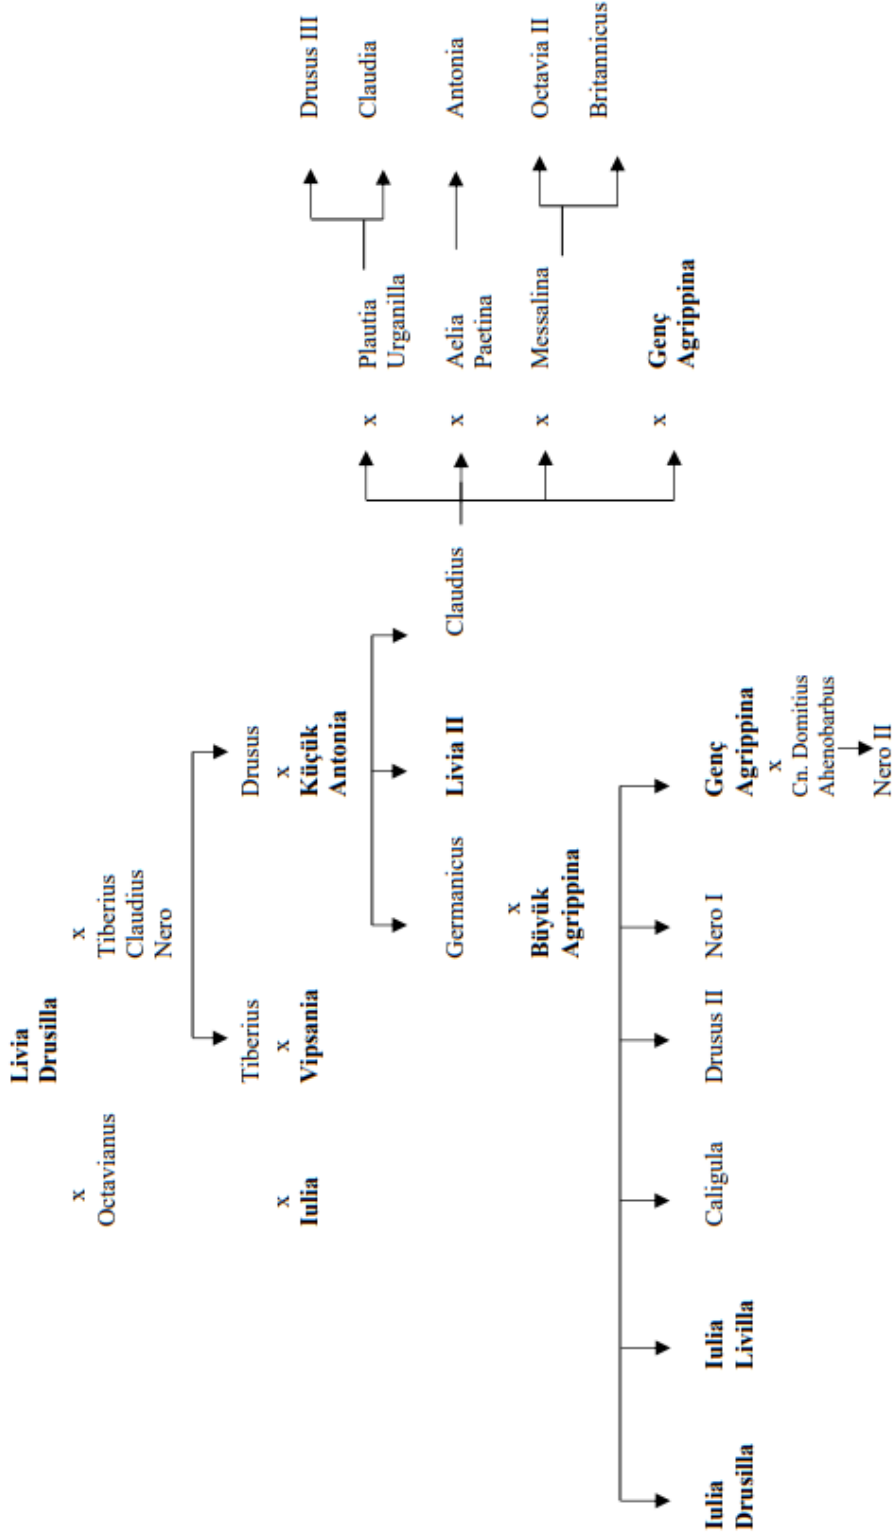 Livia
Drusilla
x
Octavianus
x
Tiberius
Claudius
Nero
Tiberius
x
Iulia
x
Vipsania
Drusus
x
Küçük
Antonia
Germanicus
x
Büyük
Agrippina
Livia II
Claudius
x
Plautia
Urganilla
Drusus III
Claudia
x
Aelia
Paetina
Antonia
x
Messalina
Octavia II
Britannicus
x
Genç
Agrippina
Iulia
Drusilla
Iulia
Livilla
Caligula
Drusus II
Nero I
Genç
Agrippina
x
Cn. Domitius
Ahenobarbus
Nero II